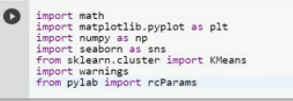 import math
import matplotlib.pyplot as plt
import numpy as np
import seaborn as sns
from sklearn.cluster import KMeans
import warnings
from pylab import rcParams